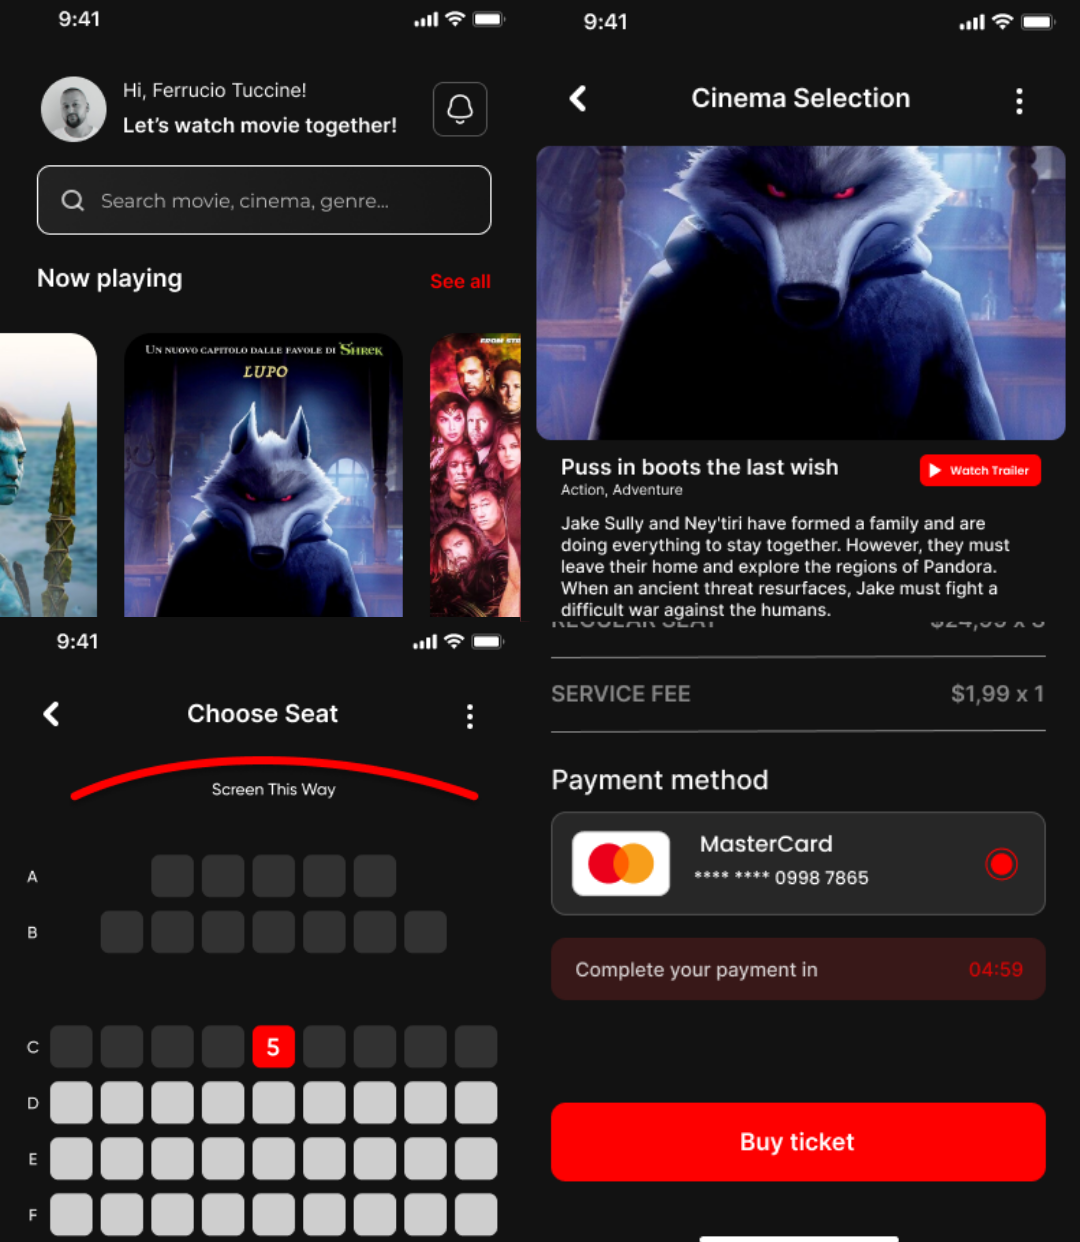 9:41
Hi, Ferrucio Tuccine!
Let's watch movie together!
Search movie, cinema, genre...
Now playing
See all
UN NUOVO CAPITOLO DALLE FAVOLE DI SHREK
LUPO
9:41
Choose Seat
Screen This Way
A
B
C
5
D
E
F
9:41
Cinema Selection
Puss in boots the last wish
Watch Trailer
Action, Adventure
Jake Sully and Ney'tiri have formed a family and are
doing everything to stay together. However, they must
leave their home and explore the regions of Pandora.
When an ancient threat resurfaces, Jake must fight a
difficult war against the humans.
REGULAR SEAT $24,99 x 3
SERVICE FEE $1,99 x 1
Payment method
MasterCard
**** **** 0998 7865
Complete your payment in 04:59
Buy ticket